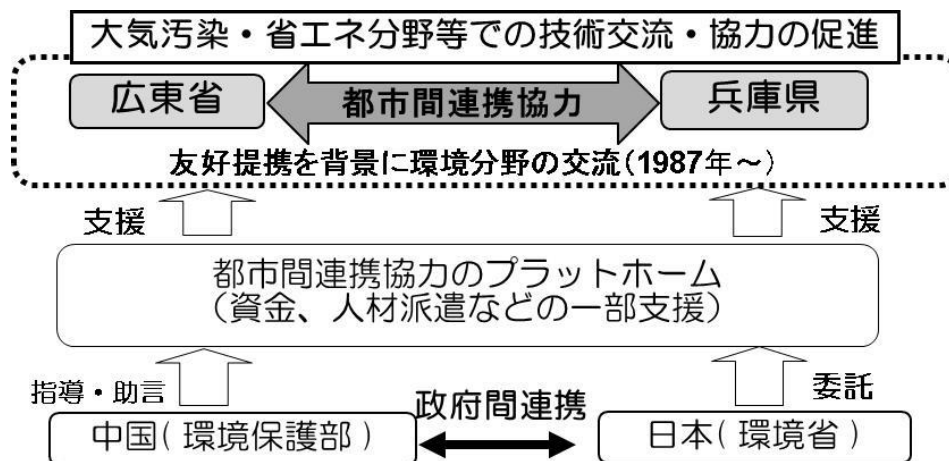 大気汚染・省エネ分野等での技術交流・協力の促進
広東省
都市間連携協力
兵庫県
友好提携を背景に環境分野の交流(1987年~)
支援
支援
都市間連携協力のプラットホーム
(資金、人材派遣などの一部支援)
指導・助言
政府間連携
委託
中国(環境保護部)
日本(環境省)